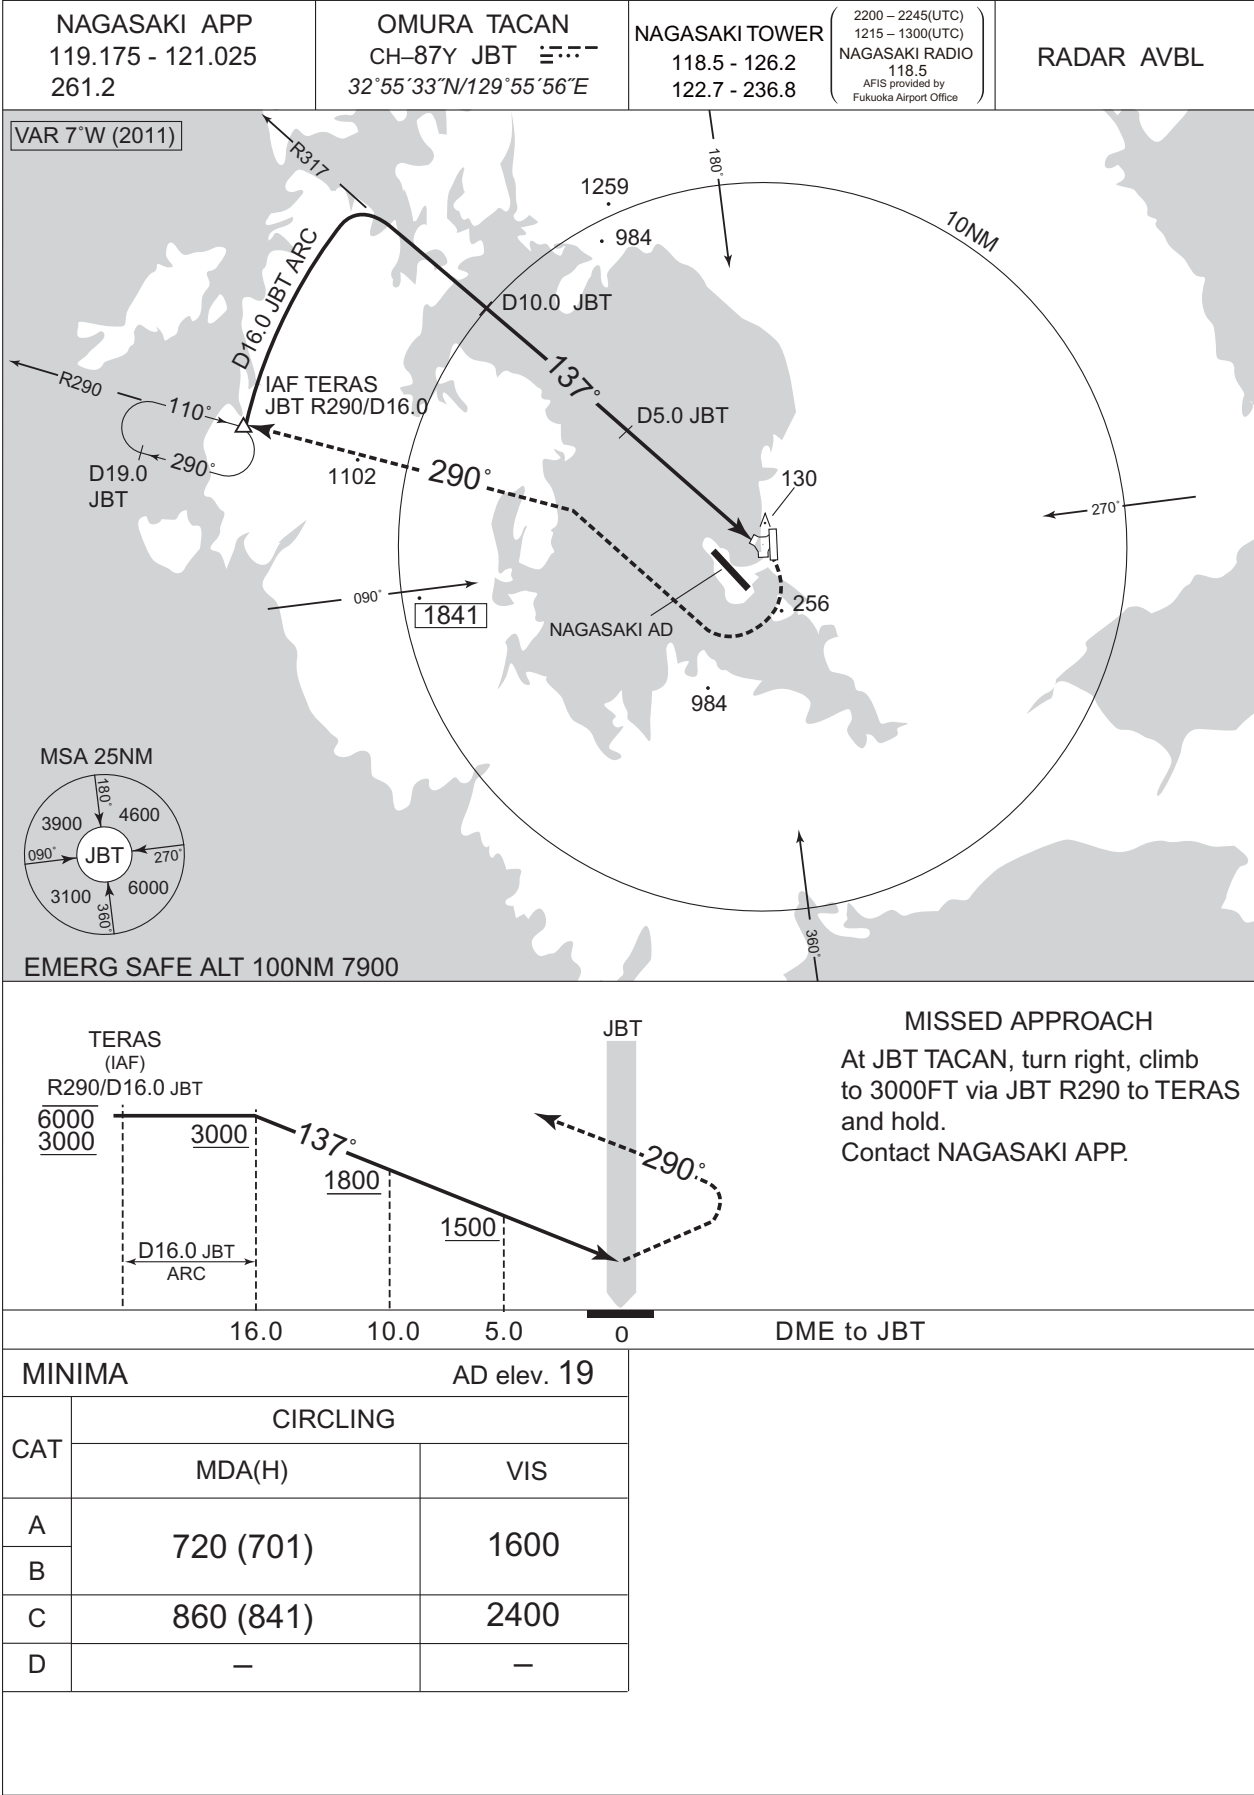 NAGASAKI APP
119.175 - 121.025
261.2
OMURA TACAN
CH–87Y JBT
32°55′33″N/129°55′56″E
NAGASAKI TOWER
118.5 - 126.2
122.7 - 236.8
2200 – 2245(UTC)
1215 – 1300(UTC)
NAGASAKI RADIO
118.5
AFIS provided by
Fukuoka Airport Office
RADAR AVBL
VAR 7°W (2011)
R317
180°
1259
984
10NM
D16.0 JBT ARC
D10.0 JBT
137°
R290
IAF TERAS
JBT R290/D16.0
110°
D5.0 JBT
290°
D19.0
JBT
1102
290°
130
270°
090°
1841
256
NAGASAKI AD
984
360°
MSA 25NM
180°
3900
4600
090°
JBT
270°
3100
6000
360°
EMERG SAFE ALT 100NM 7900
TERAS
(IAF)
R290/D16.0 JBT
6000
3000
3000
137°
1800
1500
D16.0 JBT
ARC
JBT
290°
MISSED APPROACH
At JBT TACAN, turn right, climb
to 3000FT via JBT R290 to TERAS
and hold.
Contact NAGASAKI APP.
16.0 10.0 5.0 0 DME to JBT
MINIMA AD elev. 19
CAT CIRCLING
MDA(H) VIS
A
B
720 (701) 1600
C 860 (841) 2400
D – –